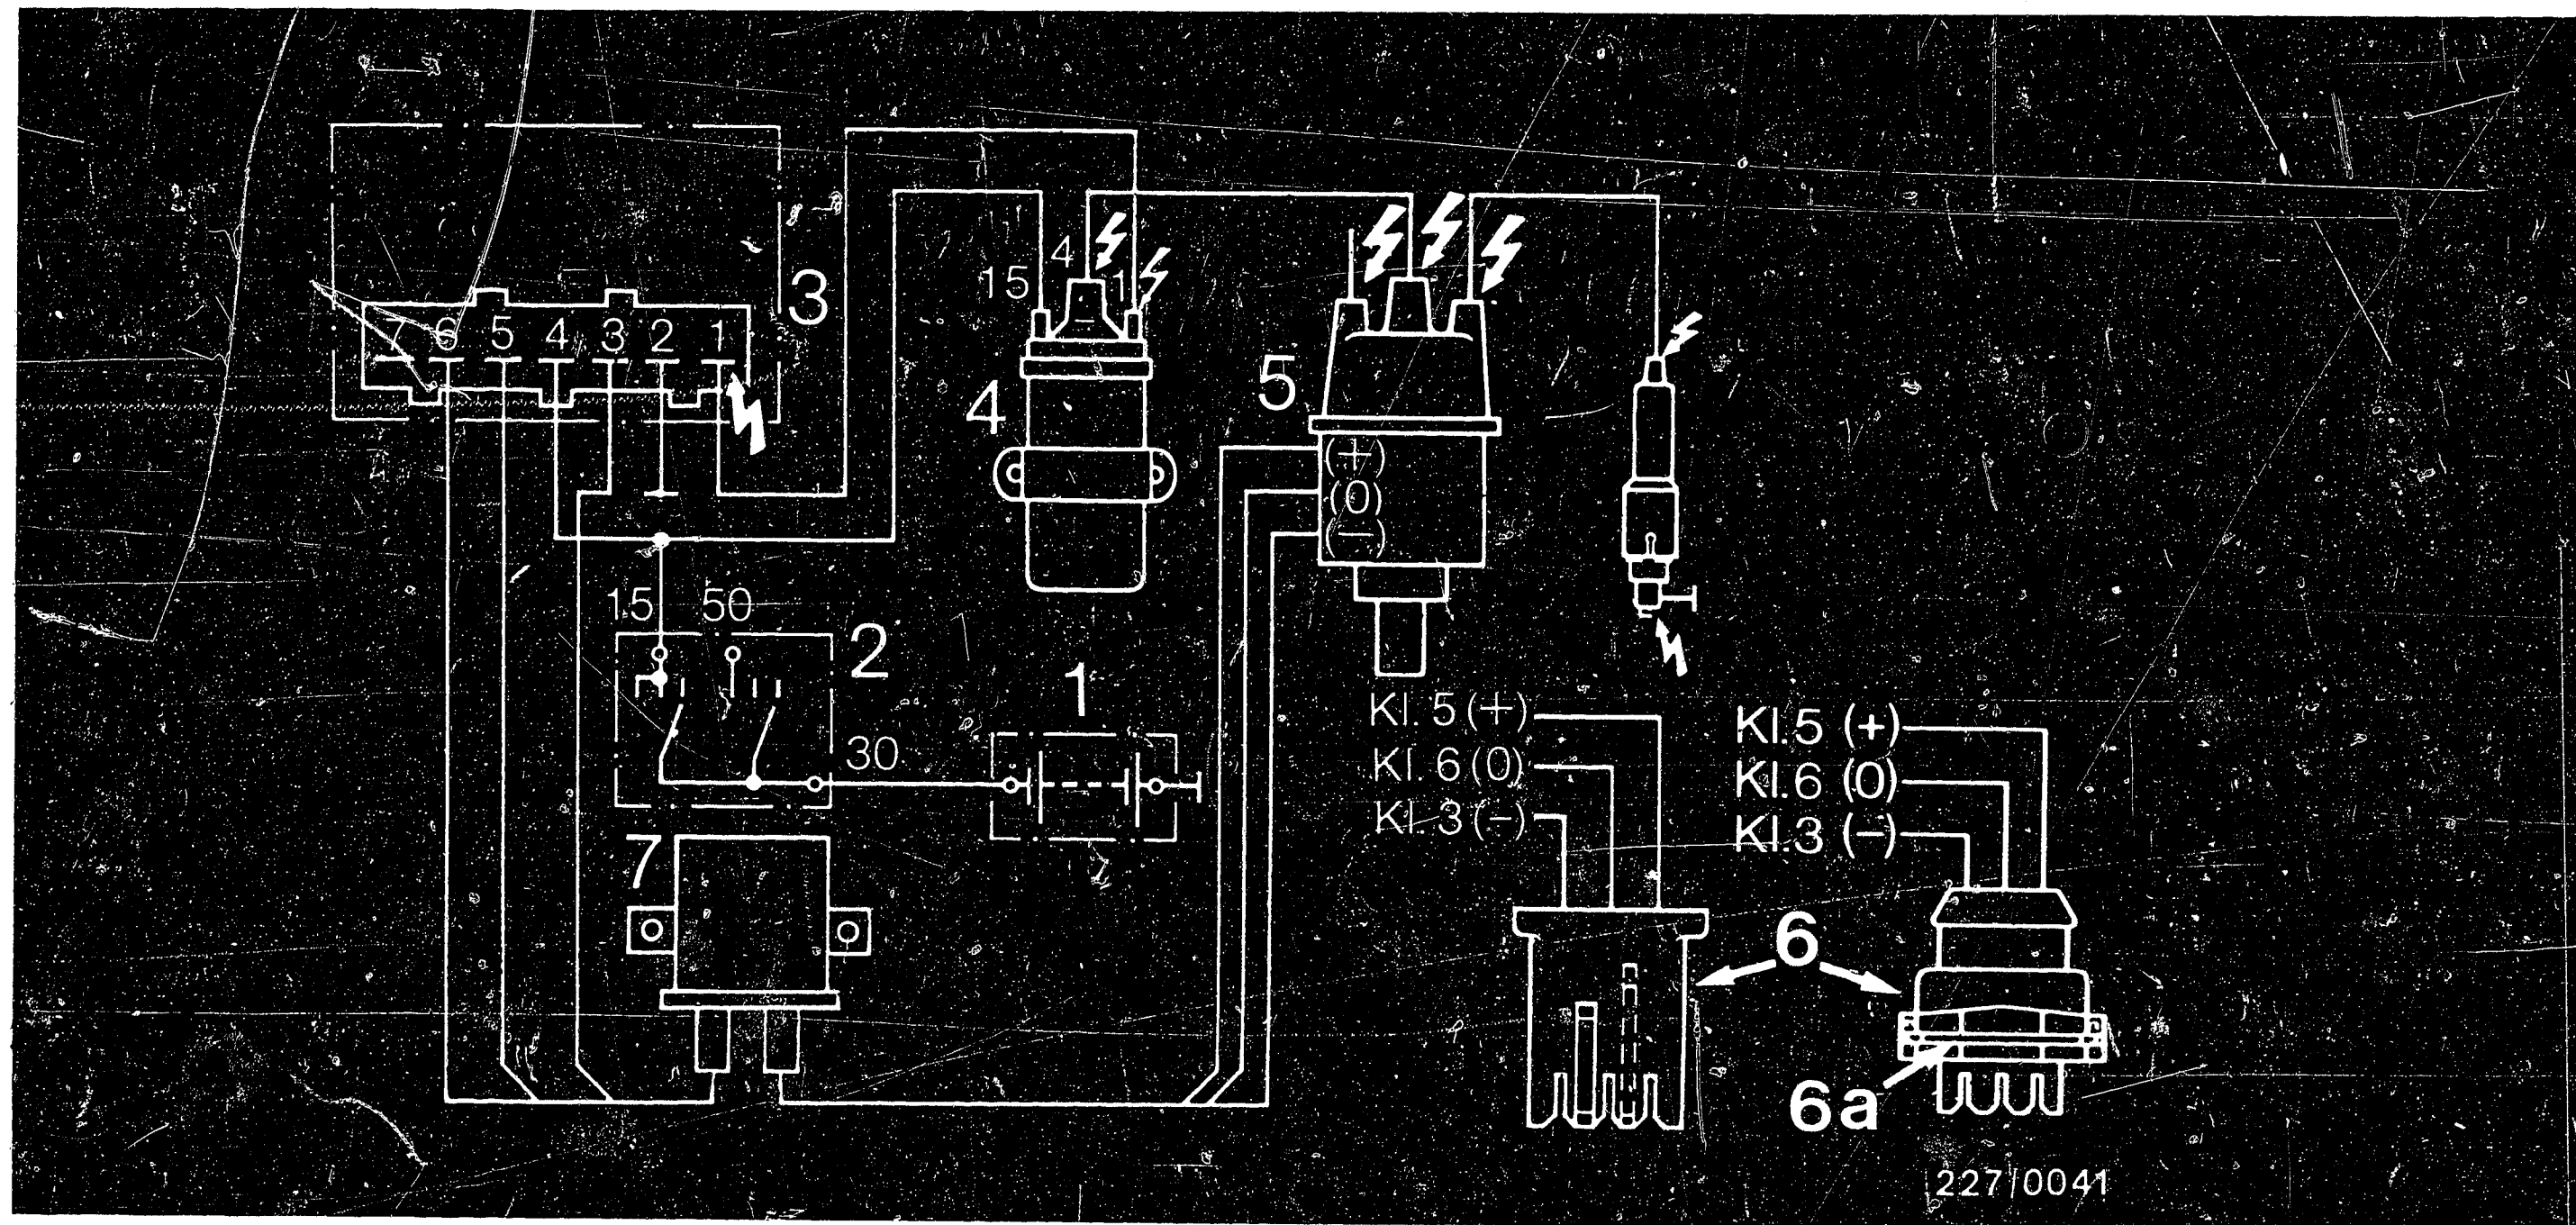 3
7 6 5 4 3 2 1
15 4 1
4
5
(+)
(0)
(-)
15 50
2
30
1
7
Kl. 5 (+)
Kl. 6 (0)
Kl. 3 (-)
Kl. 5 (+)
Kl. 6 (0)
Kl. 3 (-)
6
6a
227/0041